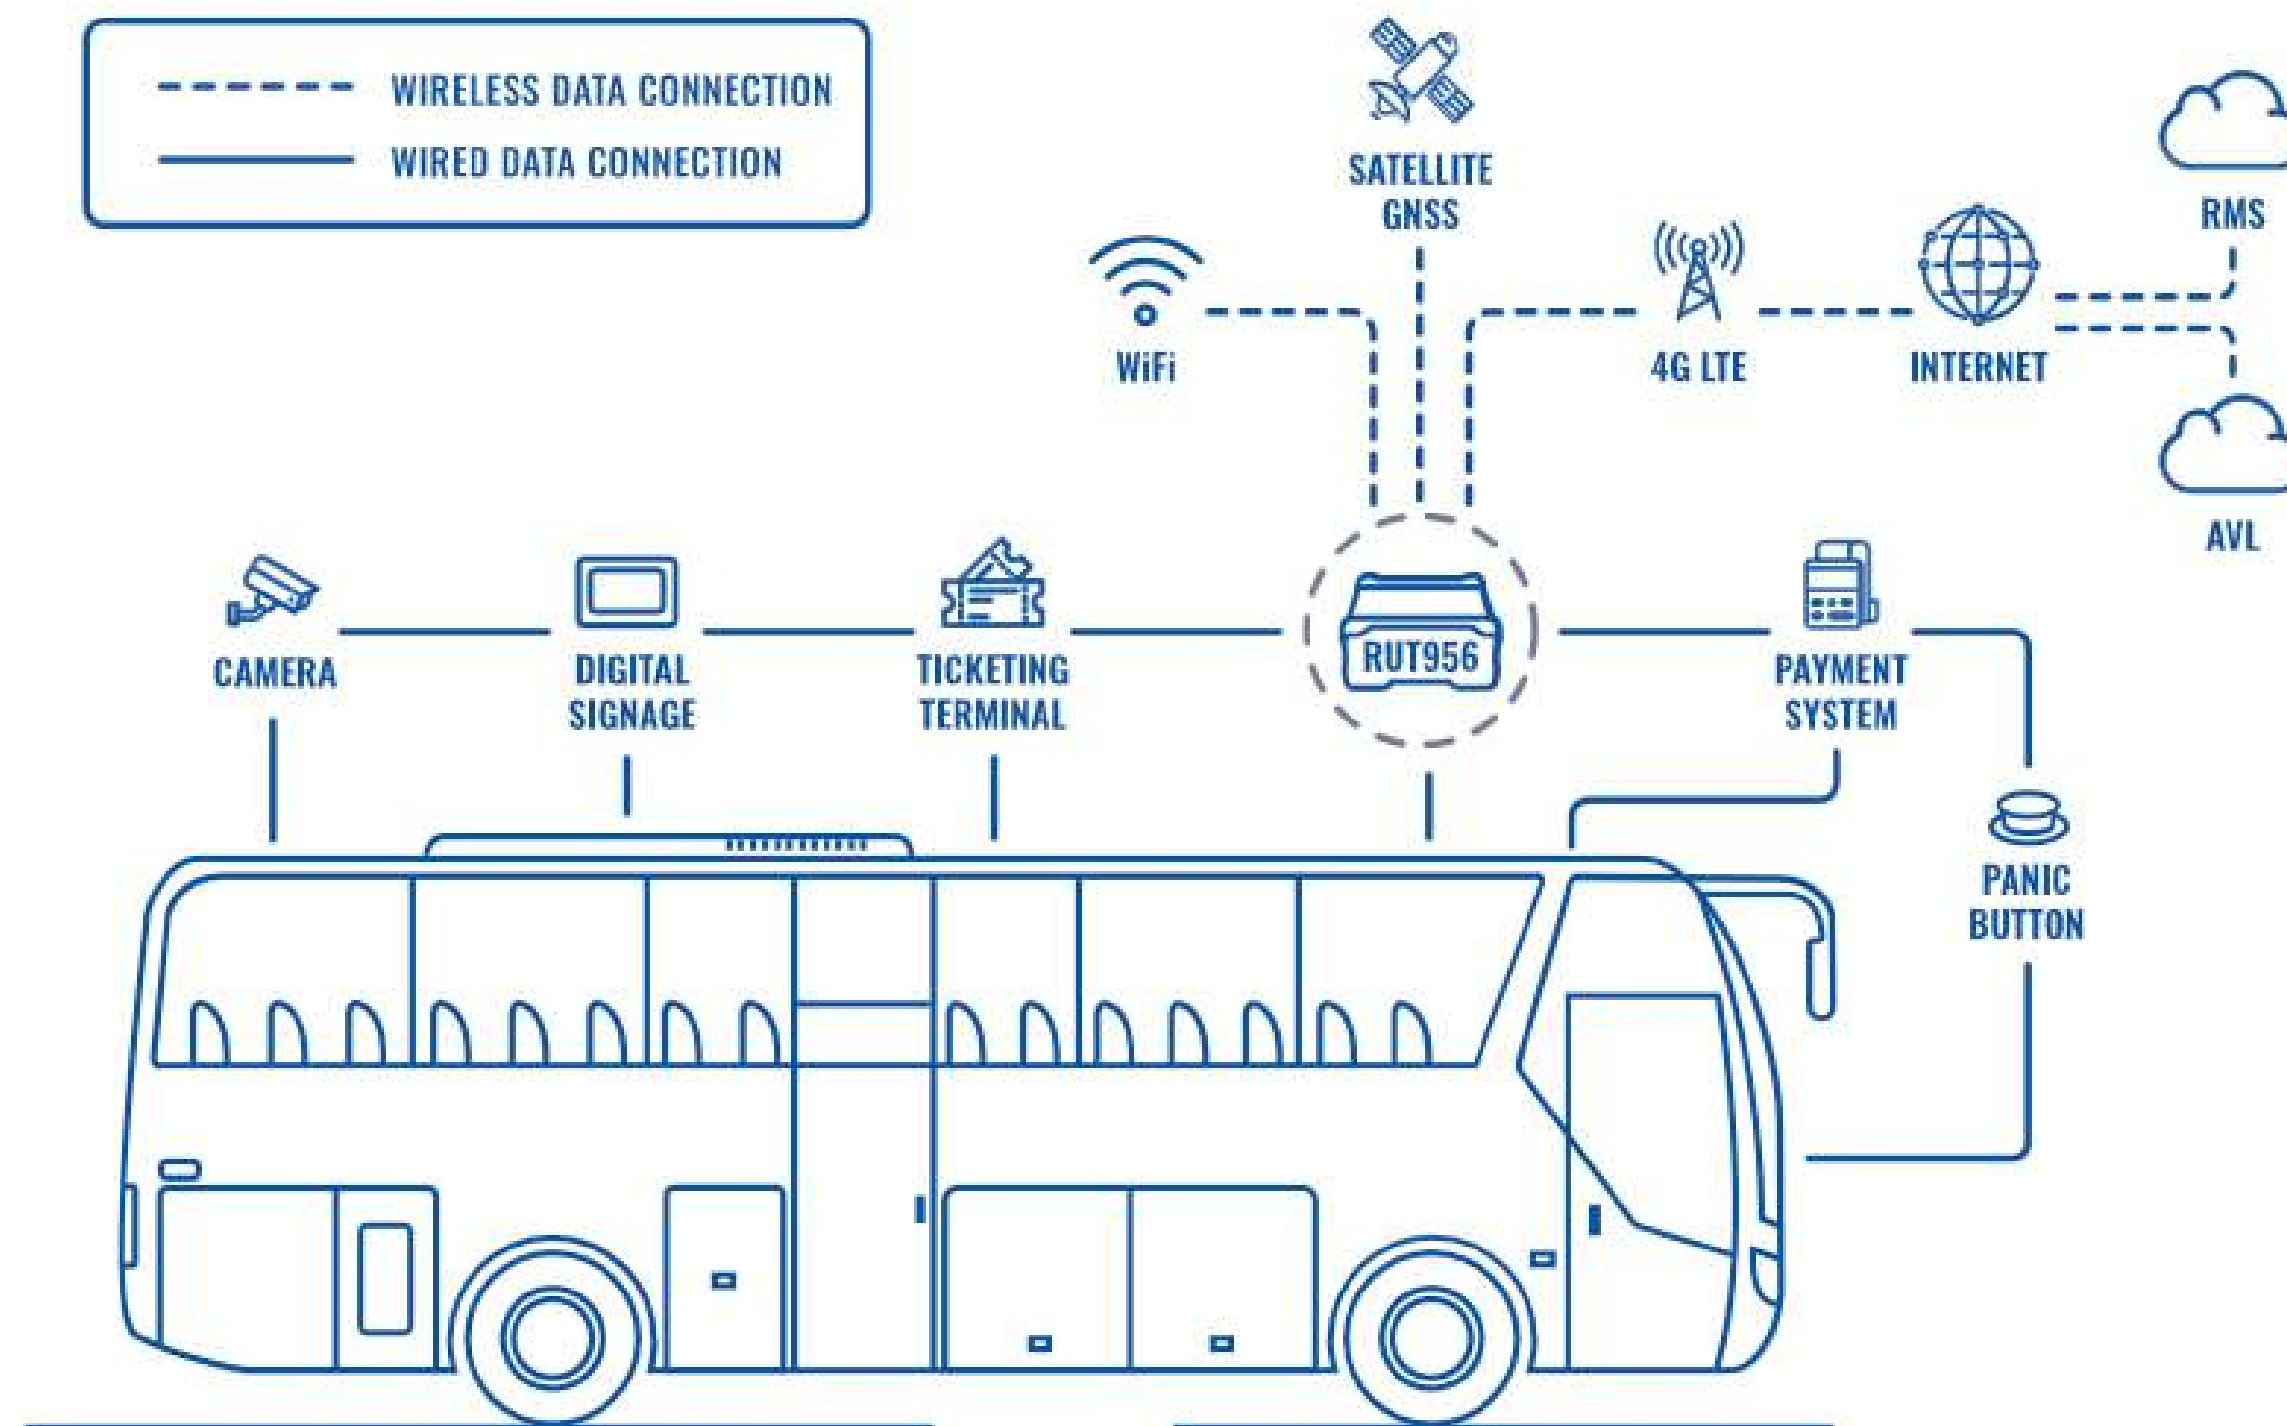 WIRELESS DATA CONNECTION
WIRED DATA CONNECTION
SATELLITE
GNSS
RMS
WiFi
4G LTE
INTERNET
AVL
CAMERA
DIGITAL
SIGNAGE
TICKETING
TERMINAL
RUT956
PAYMENT
SYSTEM
PANIC
BUTTON